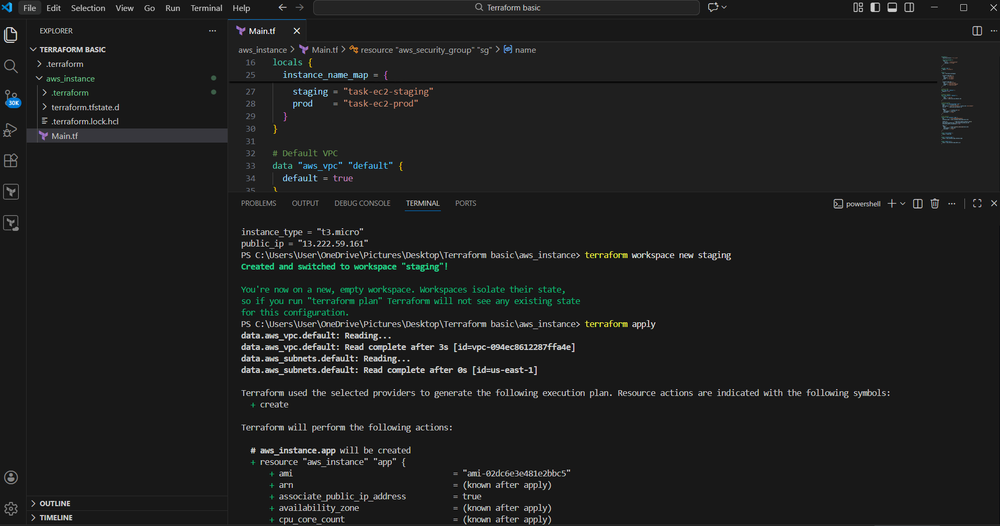 File Edit Selection View Go Run Terminal Help
Terraform basic
EXPLORER
TERRAFORM BASIC
.terraform
aws_instance
.terraform
terraform.tfstate.d
.terraform.lock.hcl
Main.tf
30K
OUTLINE
TIMELINE
Main.tf
aws_instance > Main.tf > resource "aws_security_group" "sg" > name
16 locals {
25 instance_name_map = {
27 staging = "task-ec2-staging"
28 prod    = "task-ec2-prod"
29 }
30 }
31
32 # Default VPC
33 data "aws_vpc" "default" {
34 default = true
35 }
PROBLEMS OUTPUT DEBUG CONSOLE TERMINAL PORTS
powershell
instance_type = "t3.micro"
public_ip = "13.222.59.161"
PS C:\Users\User\OneDrive\Pictures\Desktop\Terraform basic\aws_instance> terraform workspace new staging
Created and switched to workspace "staging"!
You're now on a new, empty workspace. Workspaces isolate their state,
so if you run "terraform plan" Terraform will not see any existing state
for this configuration.
PS C:\Users\User\OneDrive\Pictures\Desktop\Terraform basic\aws_instance> terraform apply
data.aws_vpc.default: Reading...
data.aws_vpc.default: Read complete after 3s [id=vpc-094ec8612287ffa4e]
data.aws_subnets.default: Reading...
data.aws_subnets.default: Read complete after 0s [id=us-east-1]
Terraform used the selected providers to generate the following execution plan. Resource actions are indicated with the following symbols:
+ create
Terraform will perform the following actions:
# aws_instance.app will be created
+ resource "aws_instance" "app" {
+ ami = "ami-02dc6e3e481e2bbc5"
+ arn = (known after apply)
+ associate_public_ip_address = true
+ availability_zone = (known after apply)
+ cpu_core_count = (known after apply)